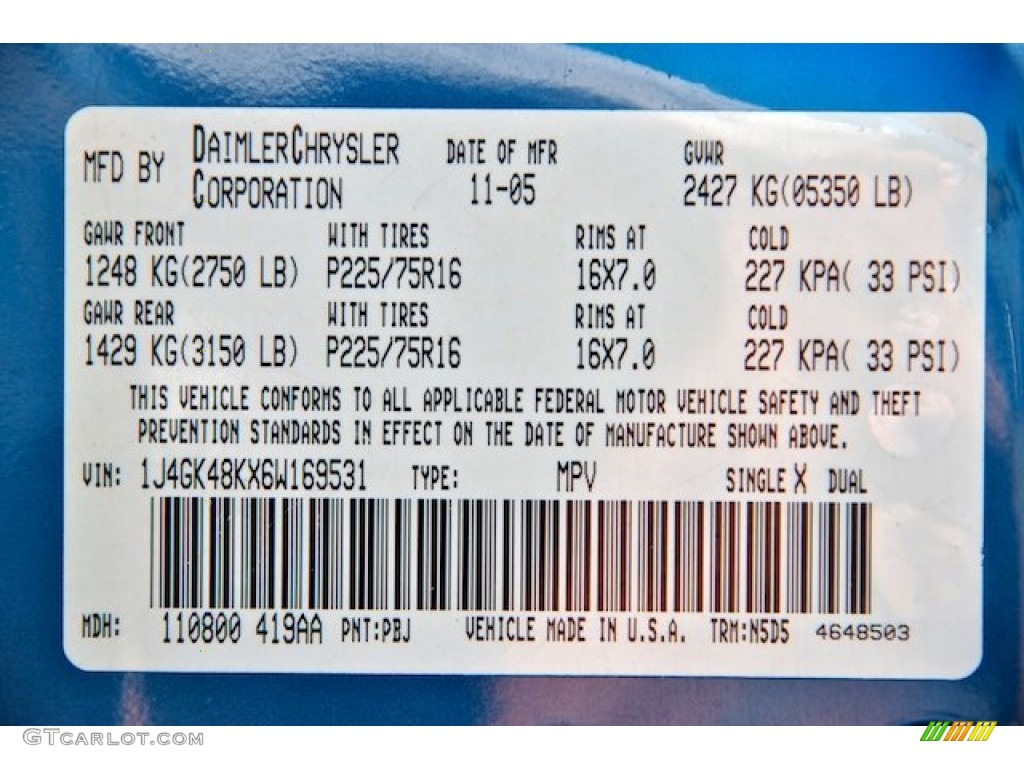 MFD BY DAIMLERCHRYSLER CORPORATION DATE OF MFR 11-05 GVWR 2427 KG(05350 LB)
GAWR FRONT WITH TIRES RIMS AT COLD
1248 KG(2750 LB) P225/75R16 16X7.0 227 KPA( 33 PSI)
GAWR REAR WITH TIRES RIMS AT COLD
1429 KG(3150 LB) P225/75R16 16X7.0 227 KPA( 33 PSI)
THIS VEHICLE CONFORMS TO ALL APPLICABLE FEDERAL MOTOR VEHICLE SAFETY AND THEFT
PREVENTION STANDARDS IN EFFECT ON THE DATE OF MANUFACTURE SHOWN ABOVE.
VIN: 1J4GK48KX6W169531 TYPE: MPV SINGLE X DUAL
MDH: 110800 419AA PNT:PBJ VEHICLE MADE IN U.S.A. TRM:N5D5 4648503
GTCARLOT.COM